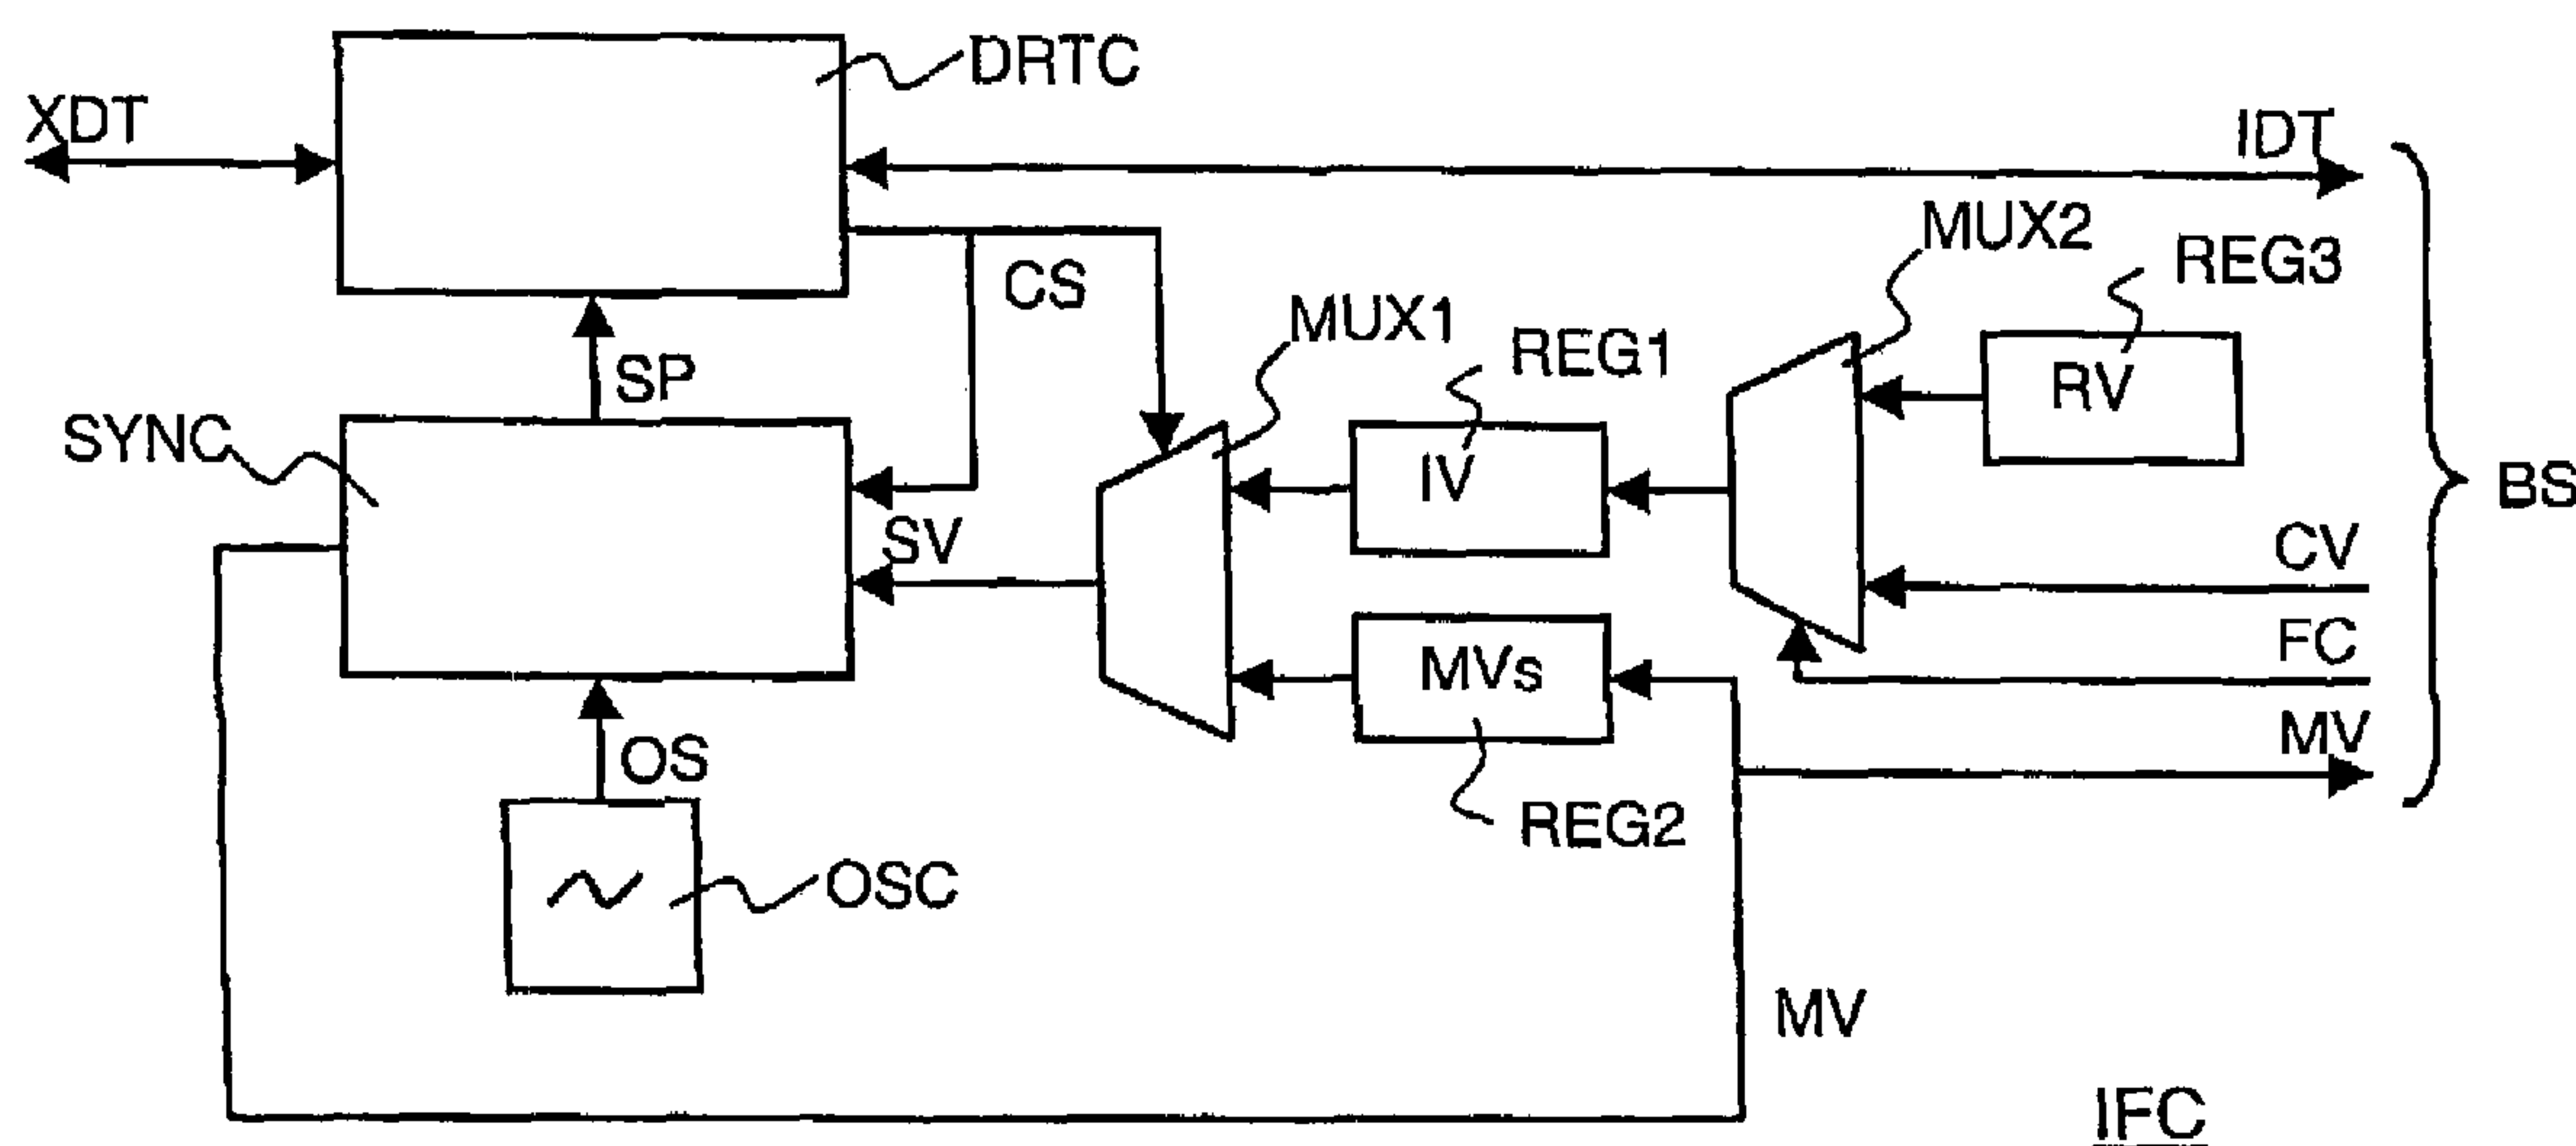 DRTC
XDT
IDT
MUX2
REG3
CS
MUX1
REG1
RV
SP
SYNC
IV
BS
SV
CV
FC
MVs
MV
OS
REG2
OSC
MV
IFC